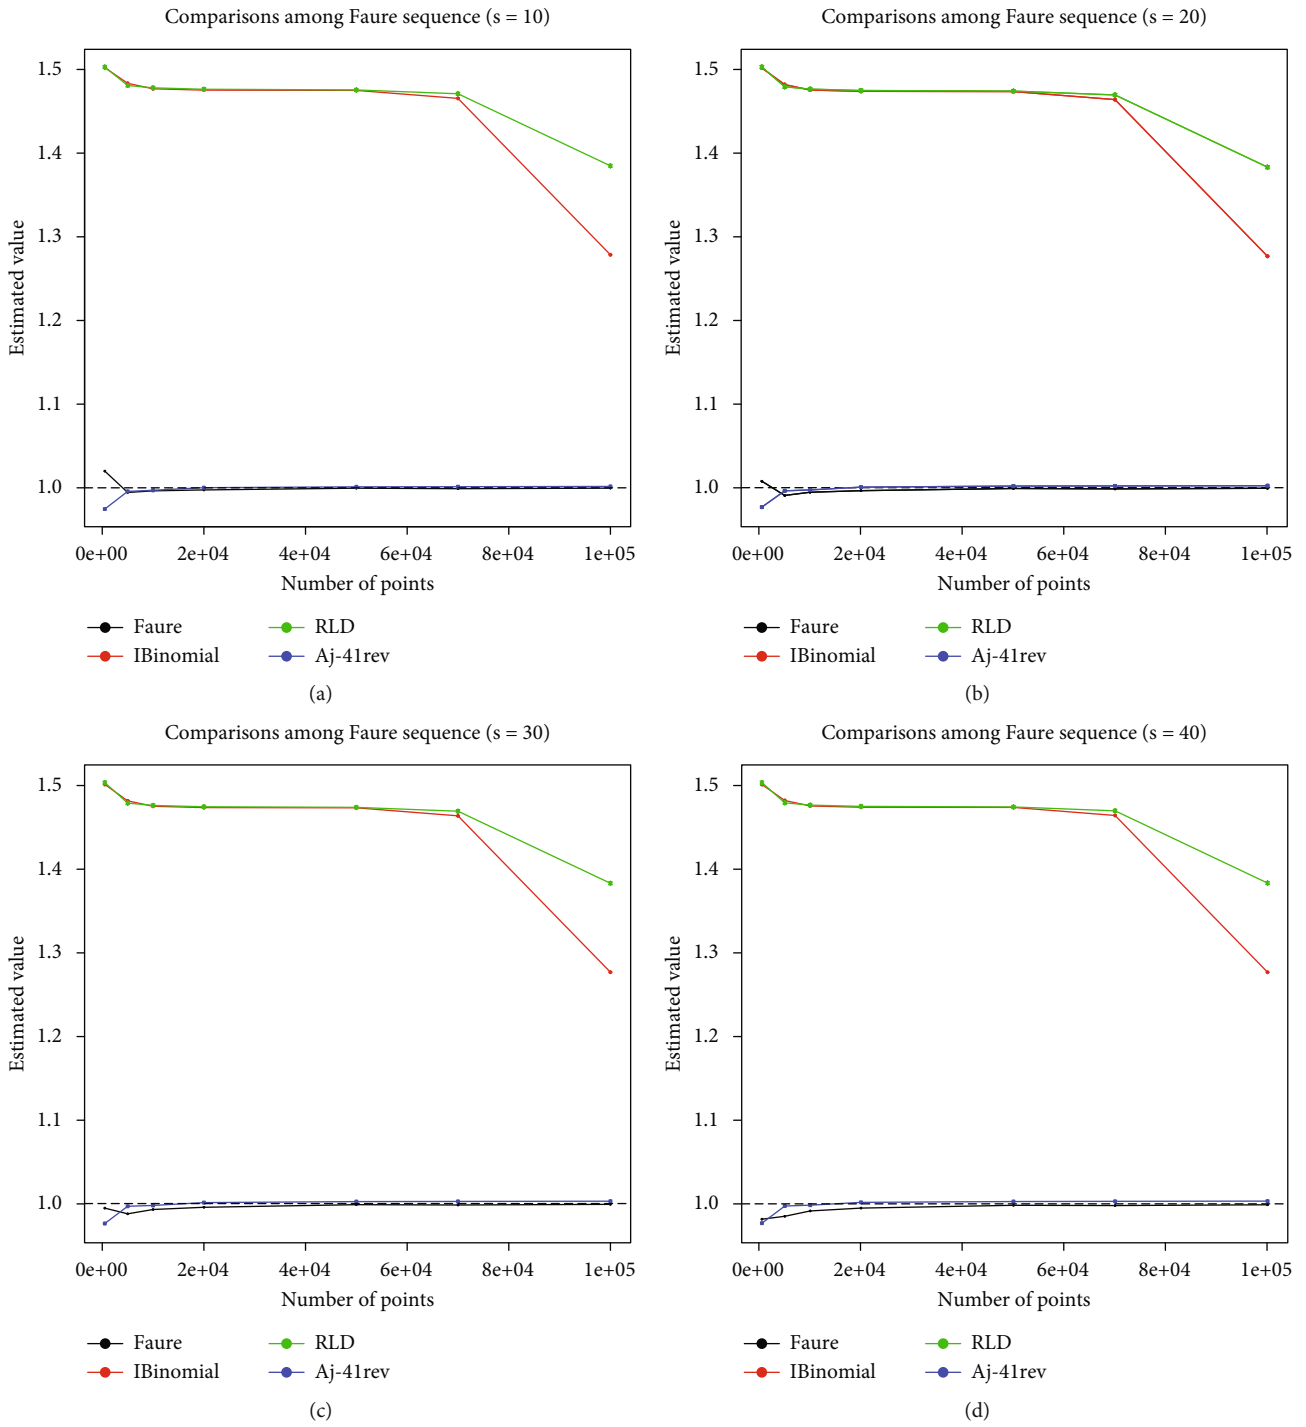 Comparisons among Faure sequence (s = 10)
Estimated value
1.5
1.4
1.3
1.2
1.1
1.0
0e+00 2e+04 4e+04 6e+04 8e+04 1e+05
Number of points
Faure RLD
IBinomial Aj-41rev
(a)
Comparisons among Faure sequence (s = 20)
Estimated value
1.5
1.4
1.3
1.2
1.1
1.0
0e+00 2e+04 4e+04 6e+04 8e+04 1e+05
Number of points
Faure RLD
IBinomial Aj-41rev
(b)
Comparisons among Faure sequence (s = 30)
Estimated value
1.5
1.4
1.3
1.2
1.1
1.0
0e+00 2e+04 4e+04 6e+04 8e+04 1e+05
Number of points
Faure RLD
IBinomial Aj-41rev
(c)
Comparisons among Faure sequence (s = 40)
Estimated value
1.5
1.4
1.3
1.2
1.1
1.0
0e+00 2e+04 4e+04 6e+04 8e+04 1e+05
Number of points
Faure RLD
IBinomial Aj-41rev
(d)